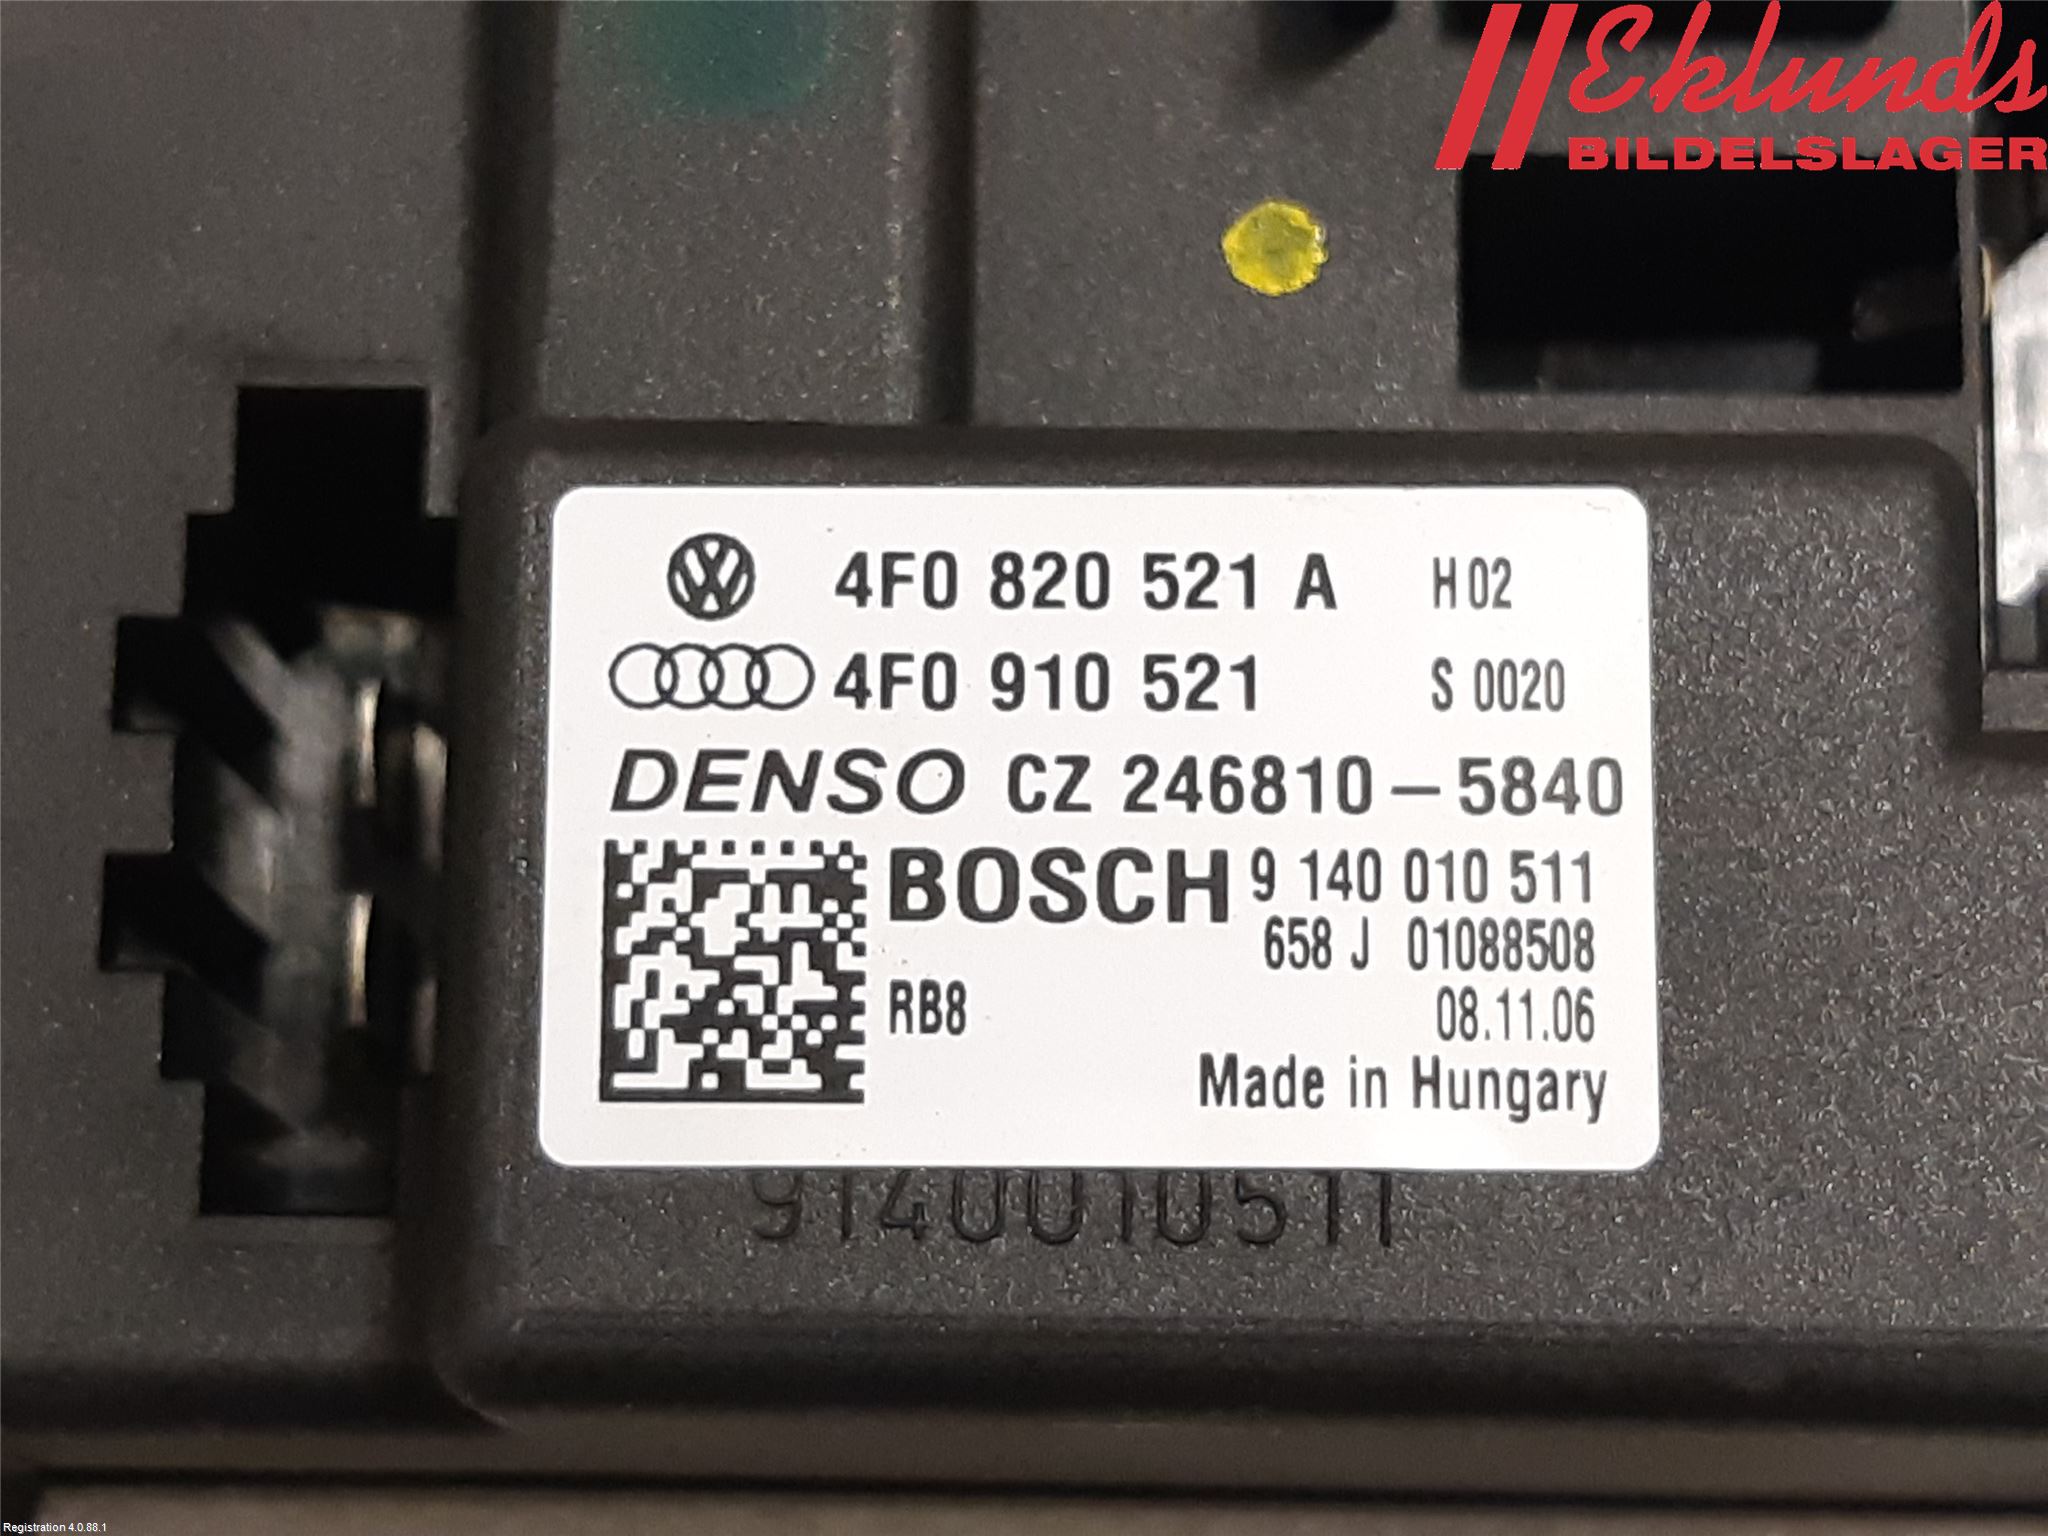 Eklunds
BILDELSLAGER
4F0 820 521 A H02
4F0 910 521 S 0020
DENSO CZ 246810-5840
BOSCH 9 140 010 511
658 J 01088508
RB8 08.11.06
Made in Hungary
9140010511
Registration 4.0.88.1